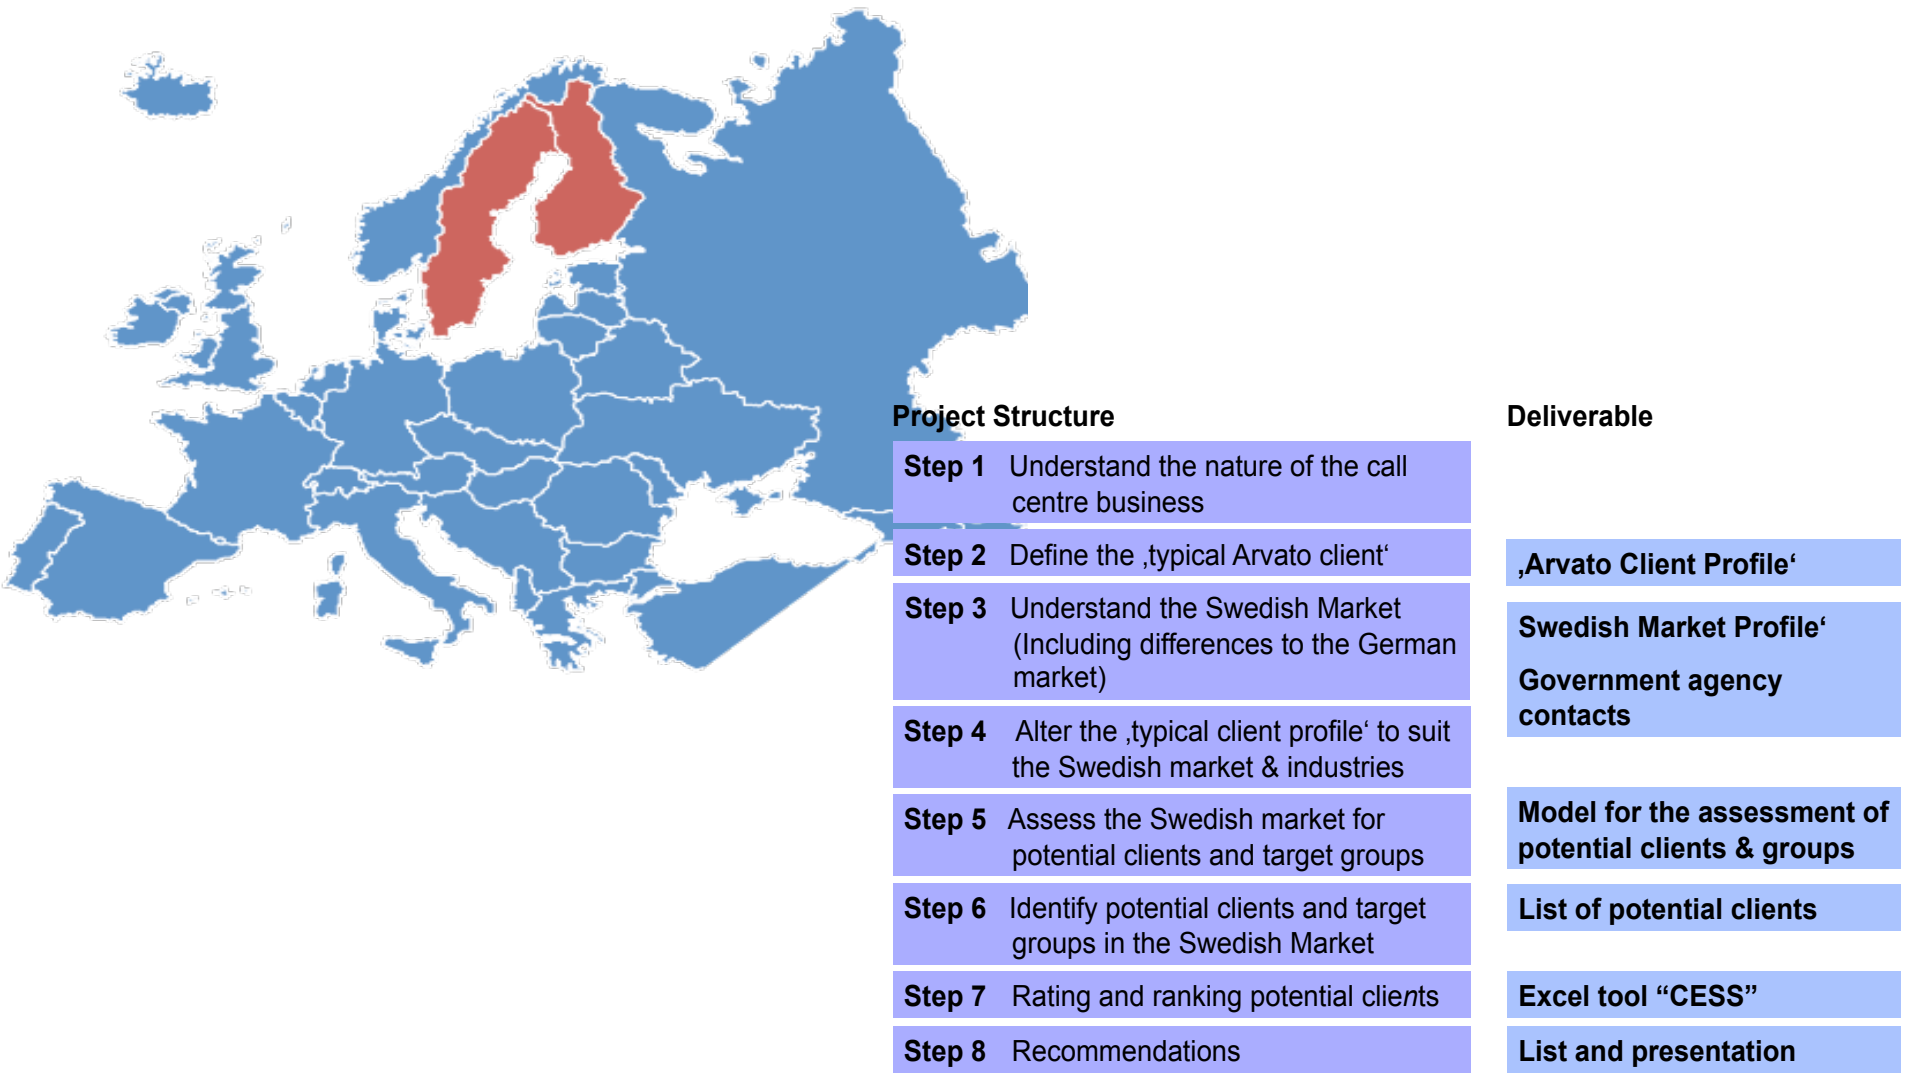 Project Structure
Deliverable
Step 1 Understand the nature of the call
centre business
Step 2 Define the ‚typical Arvato client‘
‚Arvato Client Profile‘
Step 3 Understand the Swedish Market
(Including differences to the German
market)
Swedish Market Profile‘
Government agency
contacts
Step 4 Alter the ‚typical client profile‘ to suit
the Swedish market & industries
Step 5 Assess the Swedish market for
potential clients and target groups
Model for the assessment of
potential clients & groups
Step 6 Identify potential clients and target
groups in the Swedish Market
List of potential clients
Step 7 Rating and ranking potential clients
Excel tool “CESS”
Step 8 Recommendations
List and presentation